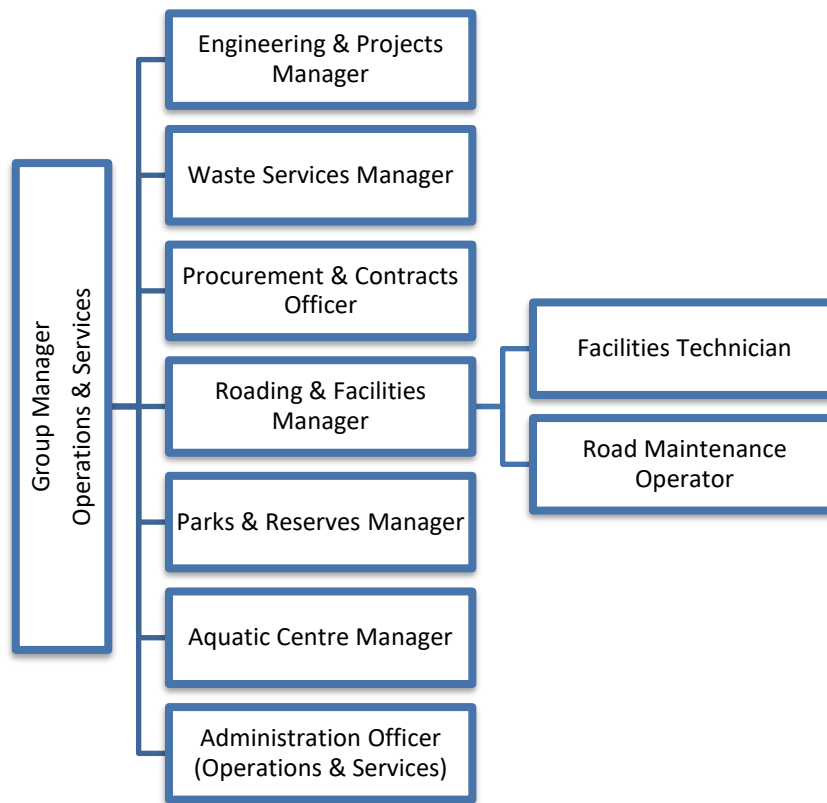 Group Manager
Operations & Services
Engineering & Projects
Manager
Waste Services Manager
Procurement & Contracts
Officer
Roading & Facilities
Manager
Parks & Reserves Manager
Aquatic Centre Manager
Administration Officer
(Operations & Services)
Facilities Technician
Road Maintenance
Operator